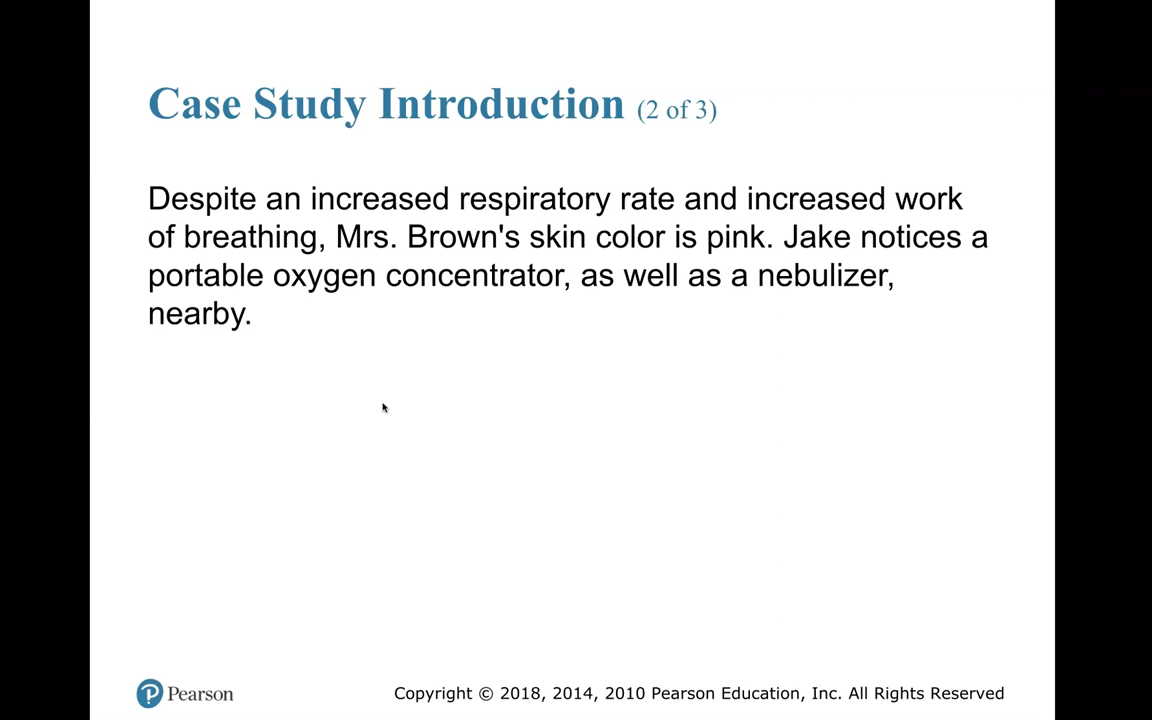 Case Study Introduction (2 of 3)
Despite an increased respiratory rate and increased work
of breathing, Mrs. Brown's skin color is pink. Jake notices a
portable oxygen concentrator, as well as a nebulizer,
nearby.
Pearson
Copyright © 2018, 2014, 2010 Pearson Education, Inc. All Rights Reserved